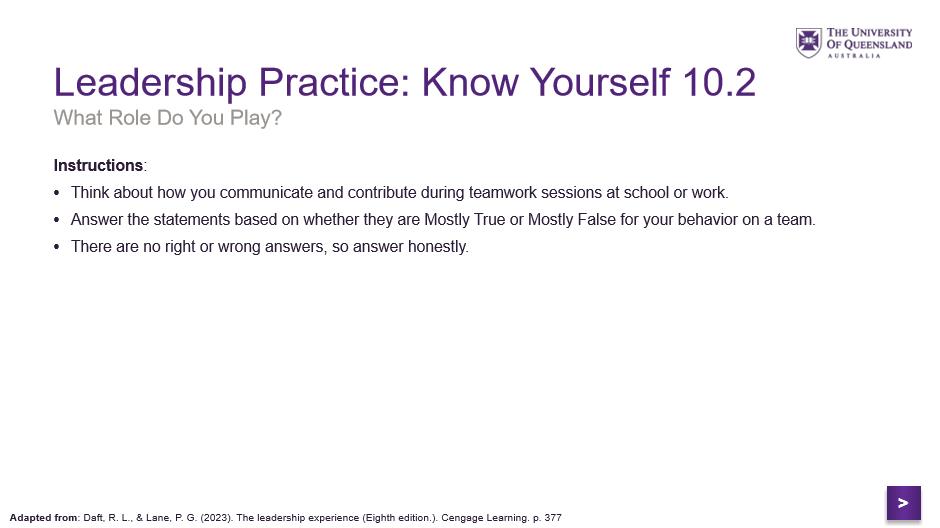 THE UNIVERSITY
OF QUEENSLAND
AUSTRALIA
Leadership Practice: Know Yourself 10.2
What Role Do You Play?
Instructions:
• Think about how you communicate and contribute during teamwork sessions at school or work.
• Answer the statements based on whether they are Mostly True or Mostly False for your behavior on a team.
• There are no right or wrong answers, so answer honestly.
>
Adapted from: Daft, R. L., & Lane, P. G. (2023). The leadership experience (Eighth edition.). Cengage Learning. p. 377